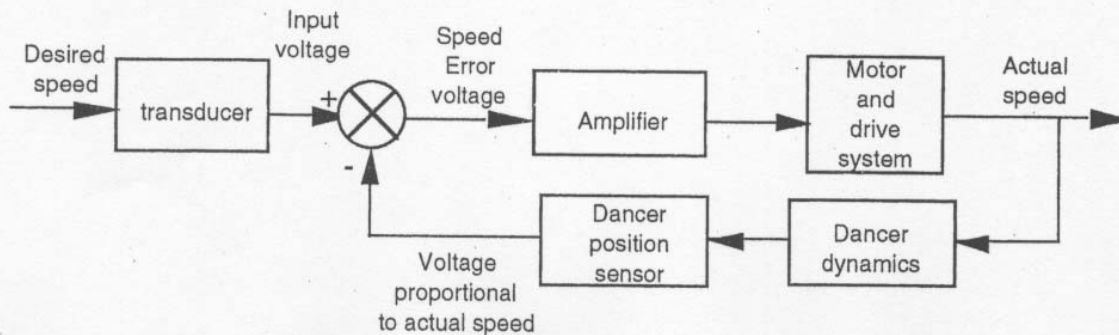 Desired
speed
transducer
Input
voltage
+
-
Speed
Error
voltage
Amplifier
Motor
and
drive
system
Actual
speed
Dancer
dynamics
Dancer
position
sensor
Voltage
proportional
to actual speed